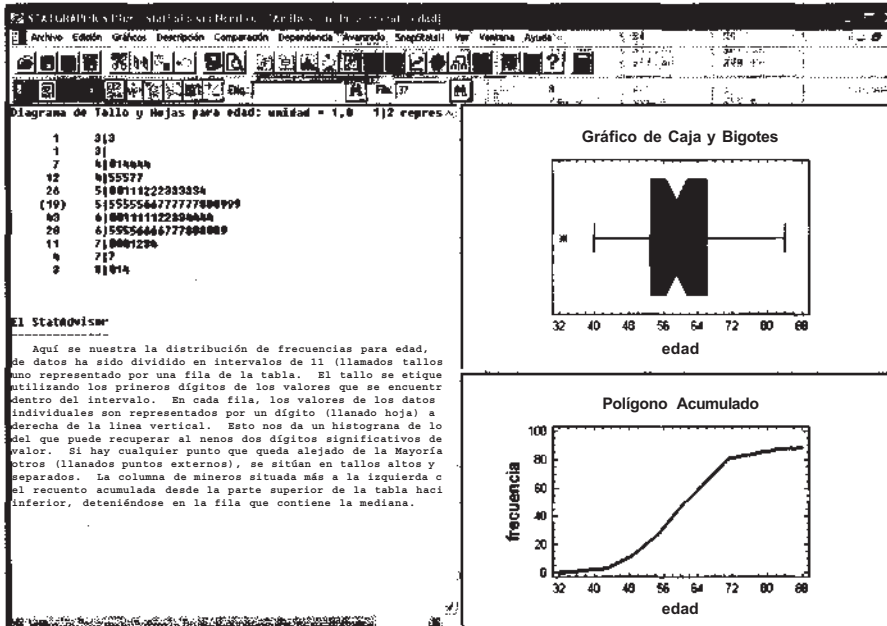 Archivo Edición Gráficos Descripción Comparación Dependencia Avanzado SnapStats!! Ver Ventana Ayuda
Diagrama de Tallo y Hojas para edad: unidad = 1,0 1|2 repres
1 3|3
1 3|
7 4|014444
12 4|55577
26 5|00111222333334
(19) 5|
43 6|
28 6|
11 7|0001234
4 7|7
3 8|014
El StatAdvisor
--------------
Aquí se nuestra la distribución de frecuencias para edad,
de datos ha sido dividido en intervalos de 11 (llamados tallos
uno representado por una fila de la tabla. El tallo se etique
utilizando los prineros dígitos de los valores que se encuentr
dentro del intervalo. En cada fila, los valores de los datos
individuales son representados por un dígito (llanado hoja) a
derecha de la linea vertical. Esto nos da un histograna de lo
del que puede recuperar al nenos dos dígitos significativos de
valor. Si hay cualquier punto que queda alejado de la Mayoría
otros (llanados puntos externos), se sitúan en tallos altos y
separados. La columna de mineros situada más a la izquierda c
el recuento acumulada desde la parte superior de la tabla haci
inferior, deteniéndose en la fila que contiene la mediana.
Gráfico de Caja y Bigotes
32 40 48 56 64 72 80 88
edad
Polígono Acumulado
frecuencia
100
80
60
40
20
0
32 40 48 56 64 72 80 88
edad